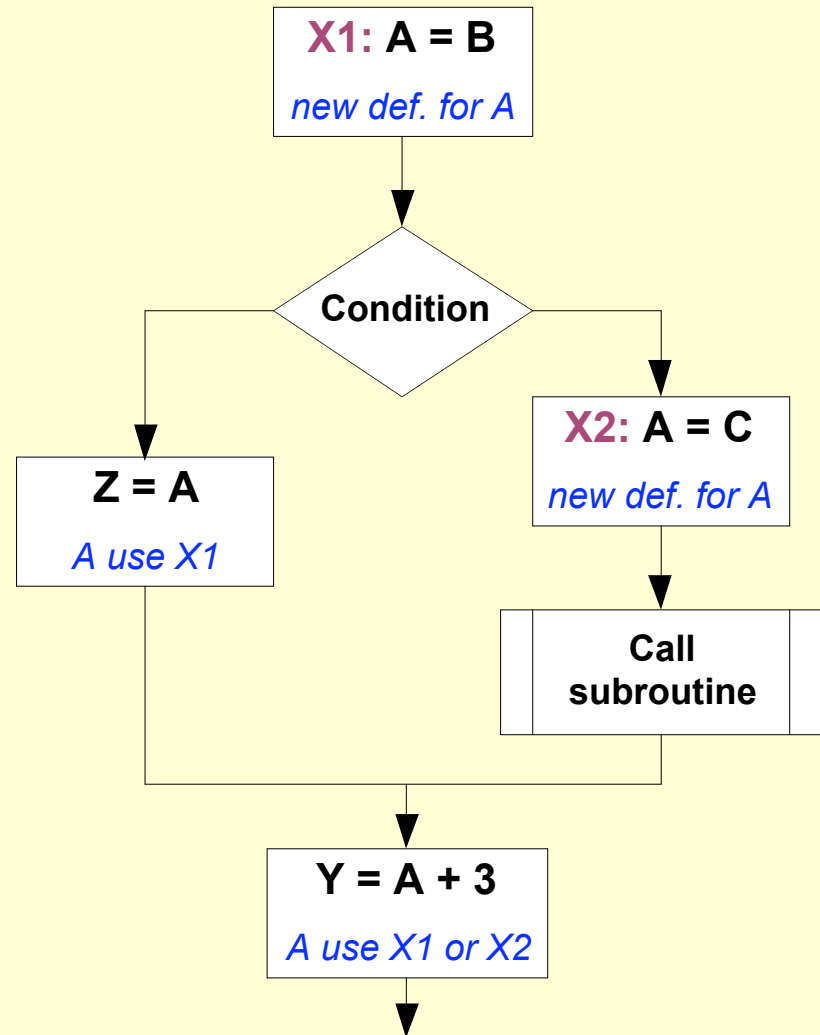 X1: A = B
new def. for A
Condition
X2: A = C
new def. for A
Z = A
A use X1
Call
subroutine
Y = A + 3
A use X1 or X2